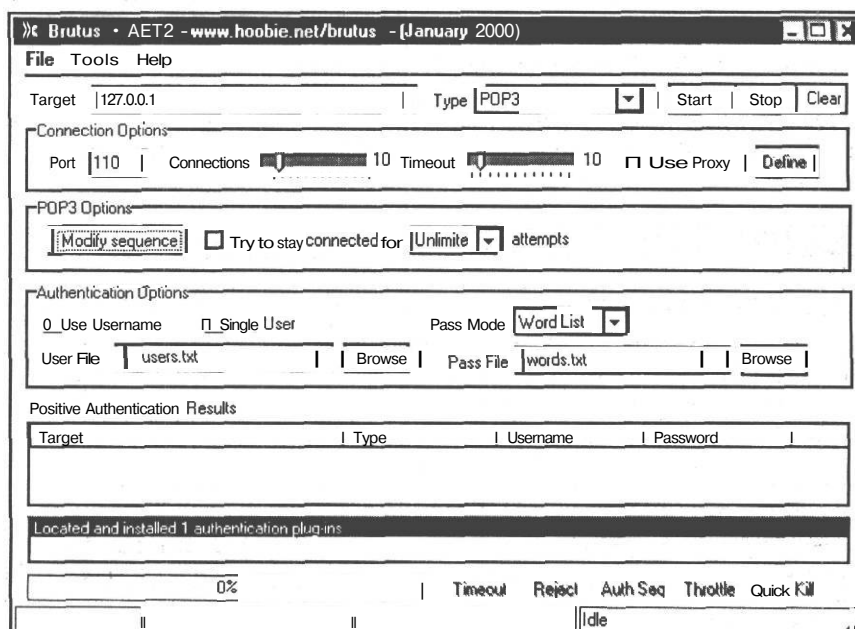 Brutus • AET2 - www.hoobie.net/brutus - (January 2000)
File Tools Help
Target 127.0.0.1 Type POP3 Start Stop Clear
Connection Options
Port 110 Connections 10 Timeout 10 Use Proxy Define
POP3 Options
Modify sequence Try to stay connected for Unlimite attempts
Authentication Options
Use Username Single User Pass Mode Word List
User File users.txt Browse Pass File words.txt Browse
Positive Authentication Results
Target Type Username Password
Located and installed 1 authentication plug-ins
0% Timeout Reject Auth Seq Throttle Quick Kill
Idle